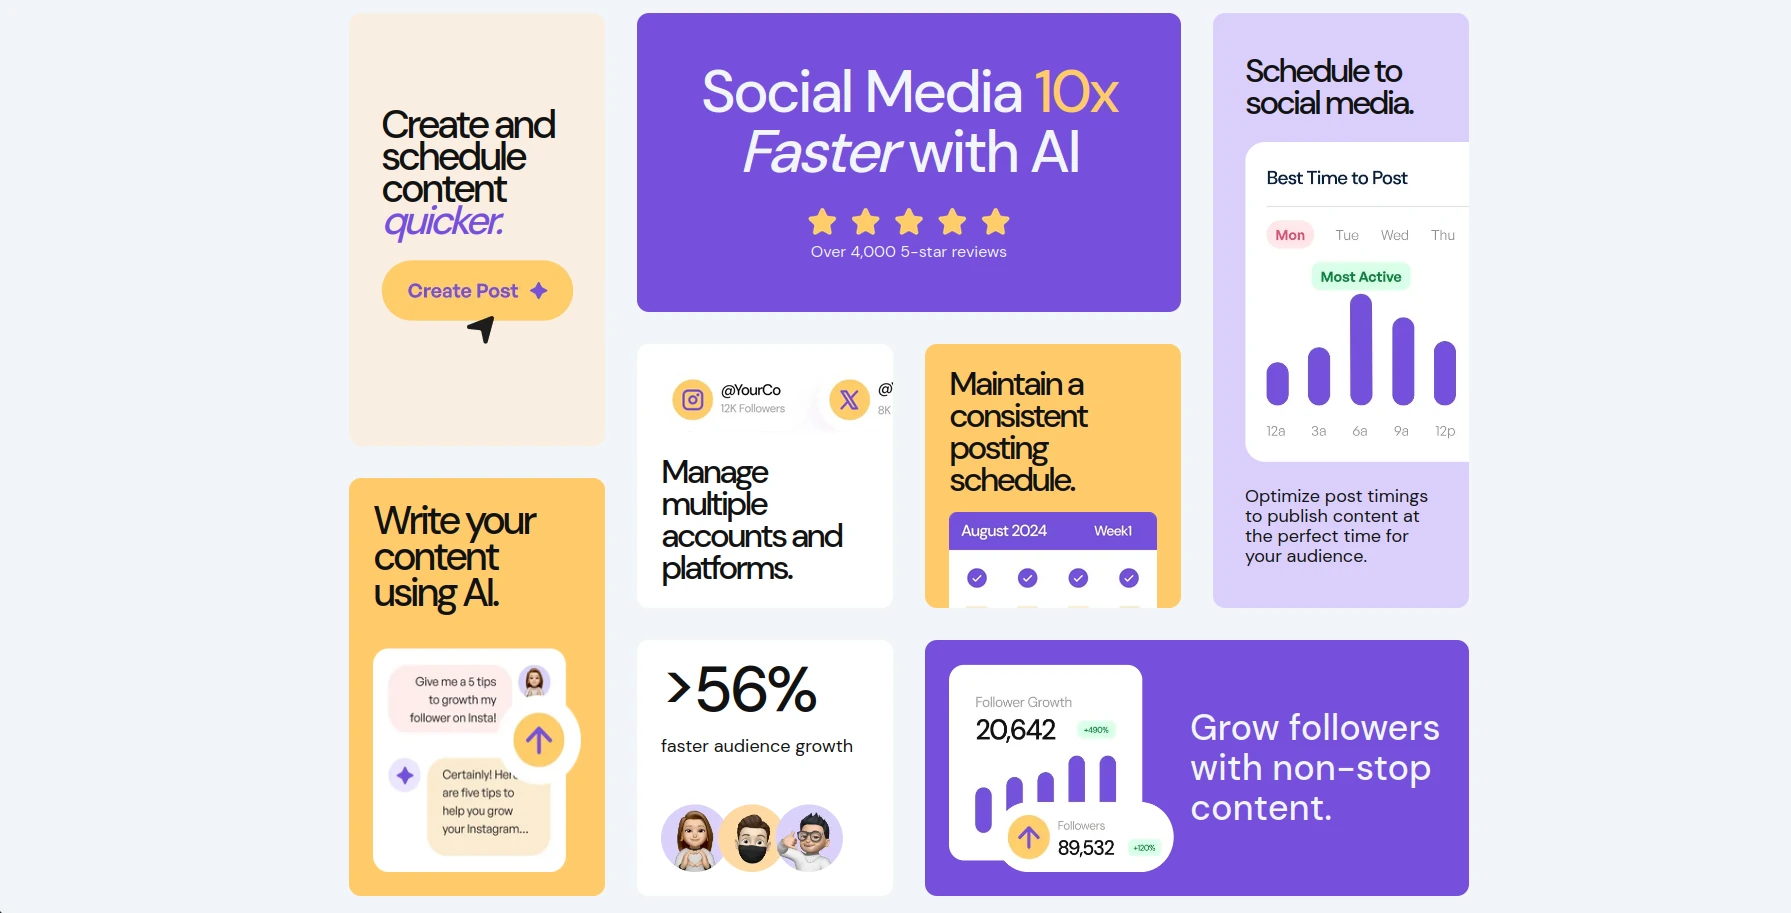 Create and
schedule
content
quicker.
Create Post
Write your
content
using AI.
Give me a 5 tips
to growth my
follower on Insta!
Certainly! Here
are five tips to
help you grow
your Instagram...
Social Media 10x
Faster with AI
Over 4,000 5-star reviews
@YourCo
12K Followers
@Y
8K
Manage
multiple
accounts and
platforms.
Maintain a
consistent
posting
schedule.
August 2024 Week1
>56%
faster audience growth
Follower Growth
20,642 +490%
Followers
89,532 +120%
Grow followers
with non-stop
content.
Schedule to
social media.
Best Time to Post
Mon Tue Wed Thu
Most Active
12a 3a 6a 9a 12p
Optimize post timings
to publish content at
the perfect time for
your audience.